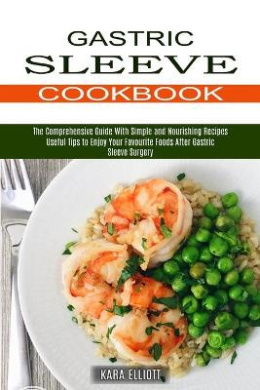 GASTRIC
SLEEVE
COOKBOOK
The Comprehensive Guide With Simple and Nourishing Recipes
Useful Tips to Enjoy Your Favourite Foods After Gastric
Sleeve Surgery
KARA ELLIOTT